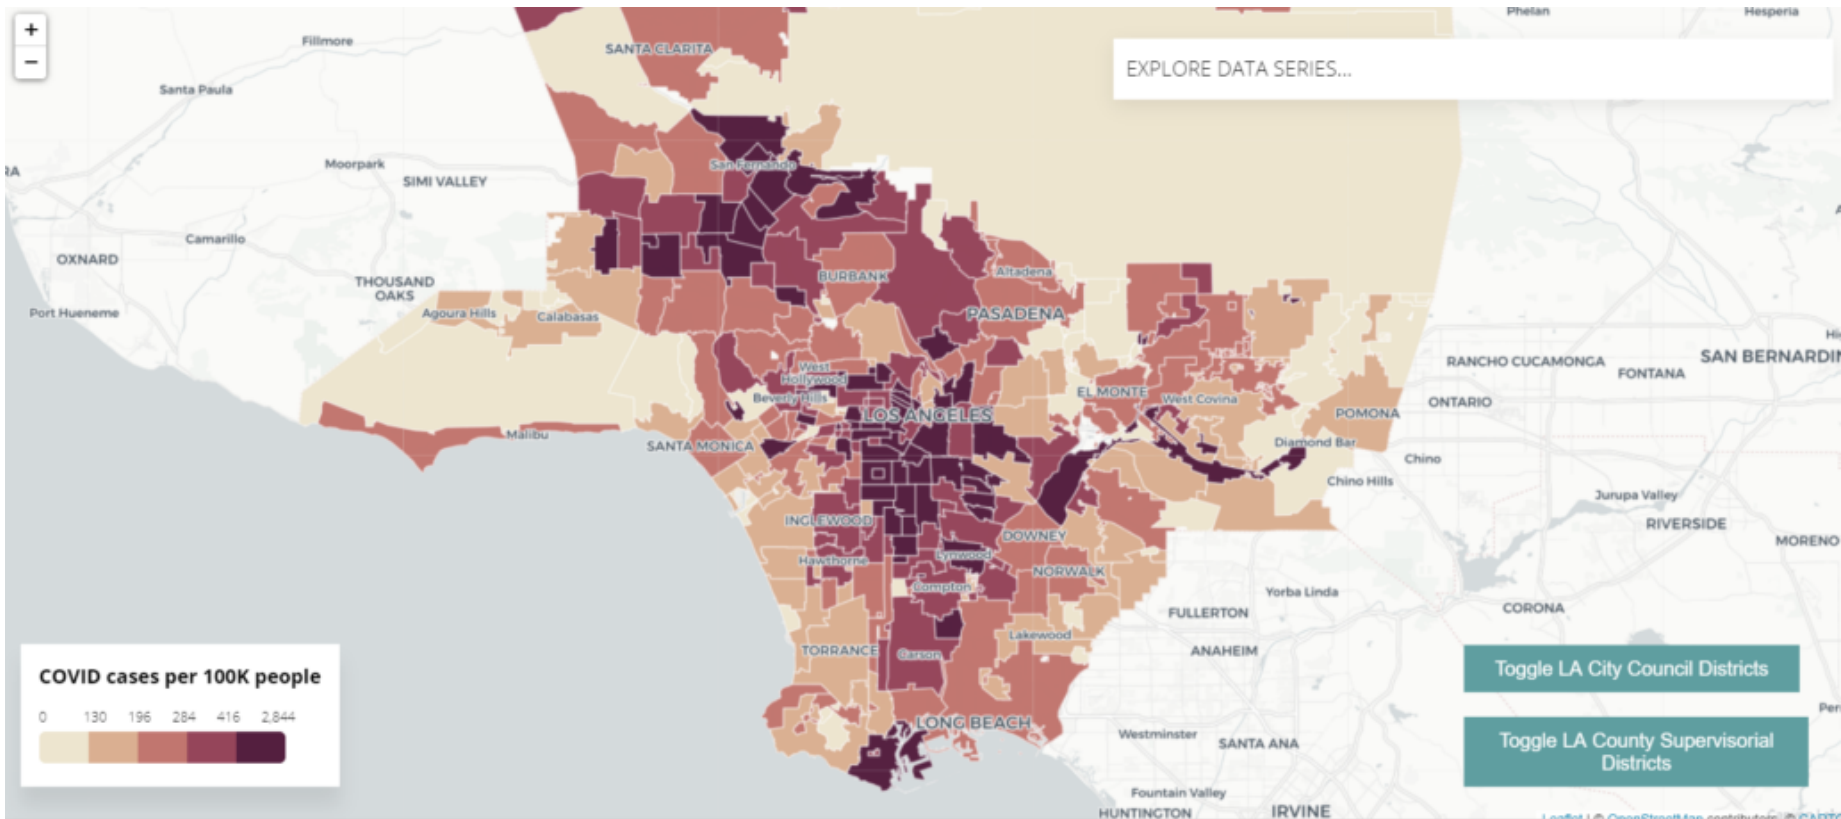 +
−
Phelan
Hesperia
Fillmore
SANTA CLARITA
EXPLORE DATA SERIES...
Santa Paula
RA
Moorpark
SIMI VALLEY
San Fernando
Camarillo
OXNARD
THOUSAND
OAKS
BURBANK
Altadena
Port Hueneme
Agoura Hills
Calabasas
PASADENA
RANCHO CUCAMONGA
SAN BERNARDIN
FONTANA
West
Hollywood
Beverly Hills
EL MONTE
West Covina
ONTARIO
LOS ANGELES
POMONA
Malibu
SANTA MONICA
Diamond Bar
Chino
Chino Hills
Jurupa Valley
INGLEWOOD
DOWNEY
RIVERSIDE
MORENO
Hawthorne
Lynwood
NORWALK
Compton
Yorba Linda
FULLERTON
CORONA
Lakewood
TORRANCE
Carson
ANAHEIM
COVID cases per 100K people
0 130 196 284 416 2,844
Toggle LA City Council Districts
LONG BEACH
Westminster
SANTA ANA
Toggle LA County Supervisorial
Districts
Fountain Valley
HUNTINGTON
IRVINE